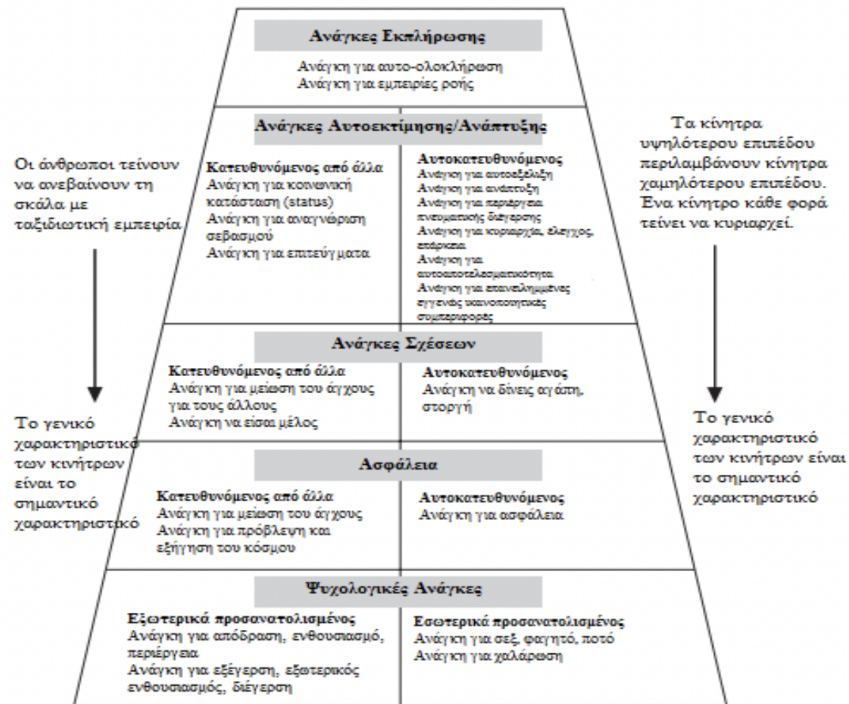 Ανάγκες Εκπλήρωσης
Ανάγκη για αυτο-ολοκλήρωση
Ανάγκη για εμπειρίες ροής
Ανάγκες Αυτοεκτίμησης/Ανάπτυξης
Κατευθυνόμενος από άλλα
Ανάγκη για κοινωνική
κατάσταση (status)
Ανάγκη για αναγνώριση
σεβασμού
Ανάγκη για επιτεύγματα
Αυτοκατευθυνόμενος
Ανάγκη για αυτοεξέλιξη
Ανάγκη για ανάπτυξη
Ανάγκη για περιέργεια
πνευματικής διέγερσης
Ανάγκη για κυριαρχία, έλεγχος,
επάρκεια
Ανάγκη για
αυτοαποτελεσματικότητα
Ανάγκη για επανειλημμένες
εγγενώς ικανοποιητικές
συμπεριφορές
Οι άνθρωποι τείνουν
να ανεβαίνουν τη
σκάλα με
ταξιδιωτική εμπειρία
Τα κίνητρα
υψηλότερου επιπέδου
περιλαμβάνουν κίνητρα
χαμηλότερου επιπέδου.
Ένα κίνητρο κάθε φορά
τείνει να κυριαρχεί.
Ανάγκες Σχέσεων
Κατευθυνόμενος από άλλα
Ανάγκη για μείωση του άγχους
για τους άλλους
Ανάγκη να είσαι μέλος
Αυτοκατευθυνόμενος
Ανάγκη να δίνεις αγάπη,
στοργή
Το γενικό
χαρακτηριστικό
των κινήτρων
είναι το
σημαντικό
χαρακτηριστικό
Το γενικό
χαρακτηριστικό
των κινήτρων είναι
το σημαντικό
χαρακτηριστικό
Ασφάλεια
Κατευθυνόμενος από άλλα
Ανάγκη για μείωση του άγχους
Ανάγκη για πρόβλεψη και
εξήγηση του κόσμου
Αυτοκατευθυνόμενος
Ανάγκη για ασφάλεια
Ψυχολογικές Ανάγκες
Εξωτερικά προσανατολισμένος
Ανάγκη για απόδραση, ενθουσιασμό,
περιέργεια
Ανάγκη για εξέγερση, εξωτερικός
ενθουσιασμός, διέγερση
Εσωτερικά προσανατολισμένος
Ανάγκη για σεξ, φαγητό, ποτό
Ανάγκη για χαλάρωση